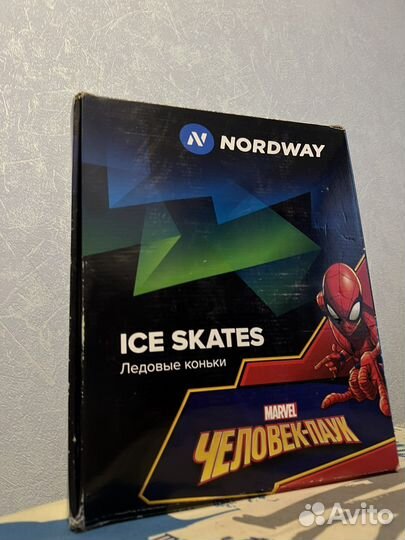 NORDWAY
ICE SKATES
Ледовые коньки
MARVEL
ЧЕЛОВЕК-ПАУК
Avito